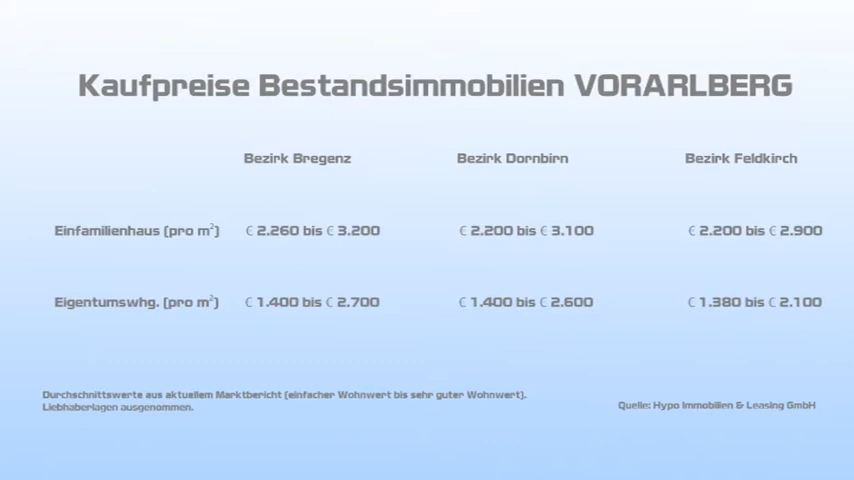 Kaufpreise Bestandsimmobilien VORARLBERG
Bezirk Bregenz Bezirk Dornbirn Bezirk Feldkirch
Einfamilienhaus (pro m²) € 2.260 bis € 3.200 € 2.200 bis € 3.100 € 2.200 bis € 2.900
Eigentumswhg. (pro m²) € 1.400 bis € 2.700 € 1.400 bis € 2.600 € 1.380 bis € 2.100
Durchschnittswerte aus aktuellem Marktbericht (einfacher Wohnwert bis sehr guter Wohnwert).
Liebhaberlagen ausgenommen.
Quelle: Hypo Immobilien & Leasing GmbH